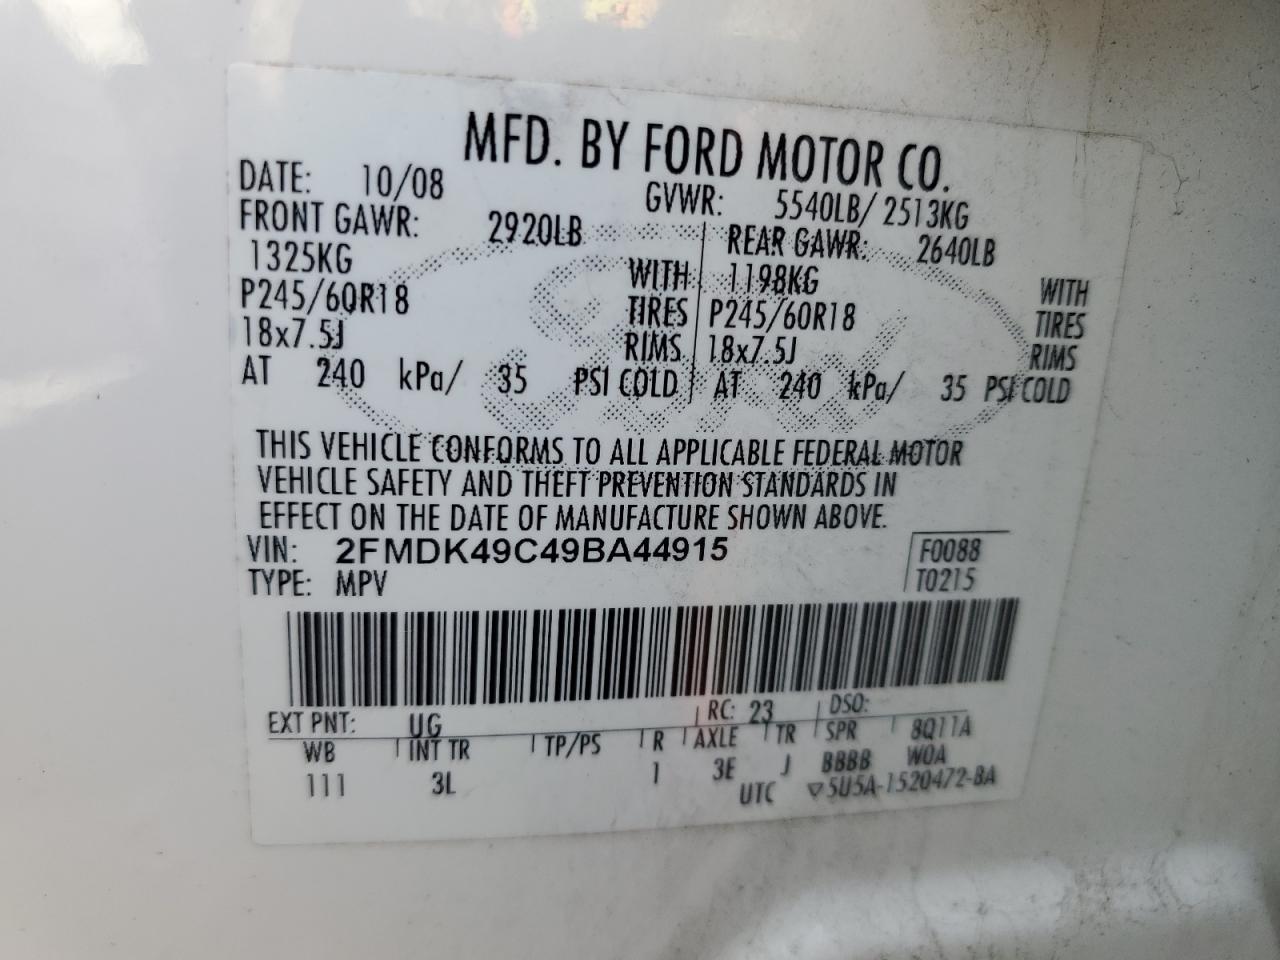 MFD. BY FORD MOTOR CO.
DATE: 10/08 GVWR: 5540LB/ 2513KG
FRONT GAWR: 2920LB REAR GAWR: 2640LB
1325KG WITH 1198KG WITH
P245/60R18 TIRES P245/60R18 TIRES
18x7.5J RIMS 18x7.5J RIMS
AT 240 kPa/ 35 PSI COLD AT 240 kPa/ 35 PSI COLD
THIS VEHICLE CONFORMS TO ALL APPLICABLE FEDERAL MOTOR
VEHICLE SAFETY AND THEFT PREVENTION STANDARDS IN
EFFECT ON THE DATE OF MANUFACTURE SHOWN ABOVE.
VIN: 2FMDK49C49BA44915 F0088
TYPE: MPV T0215
EXT PNT: UG RC: 23 DSO:
WB INT TR TP/PS R AXLE TR SPR 8Q11A
111 3L 1 3E J BBBB W0A
UTC ▽5U5A-1520472-BA